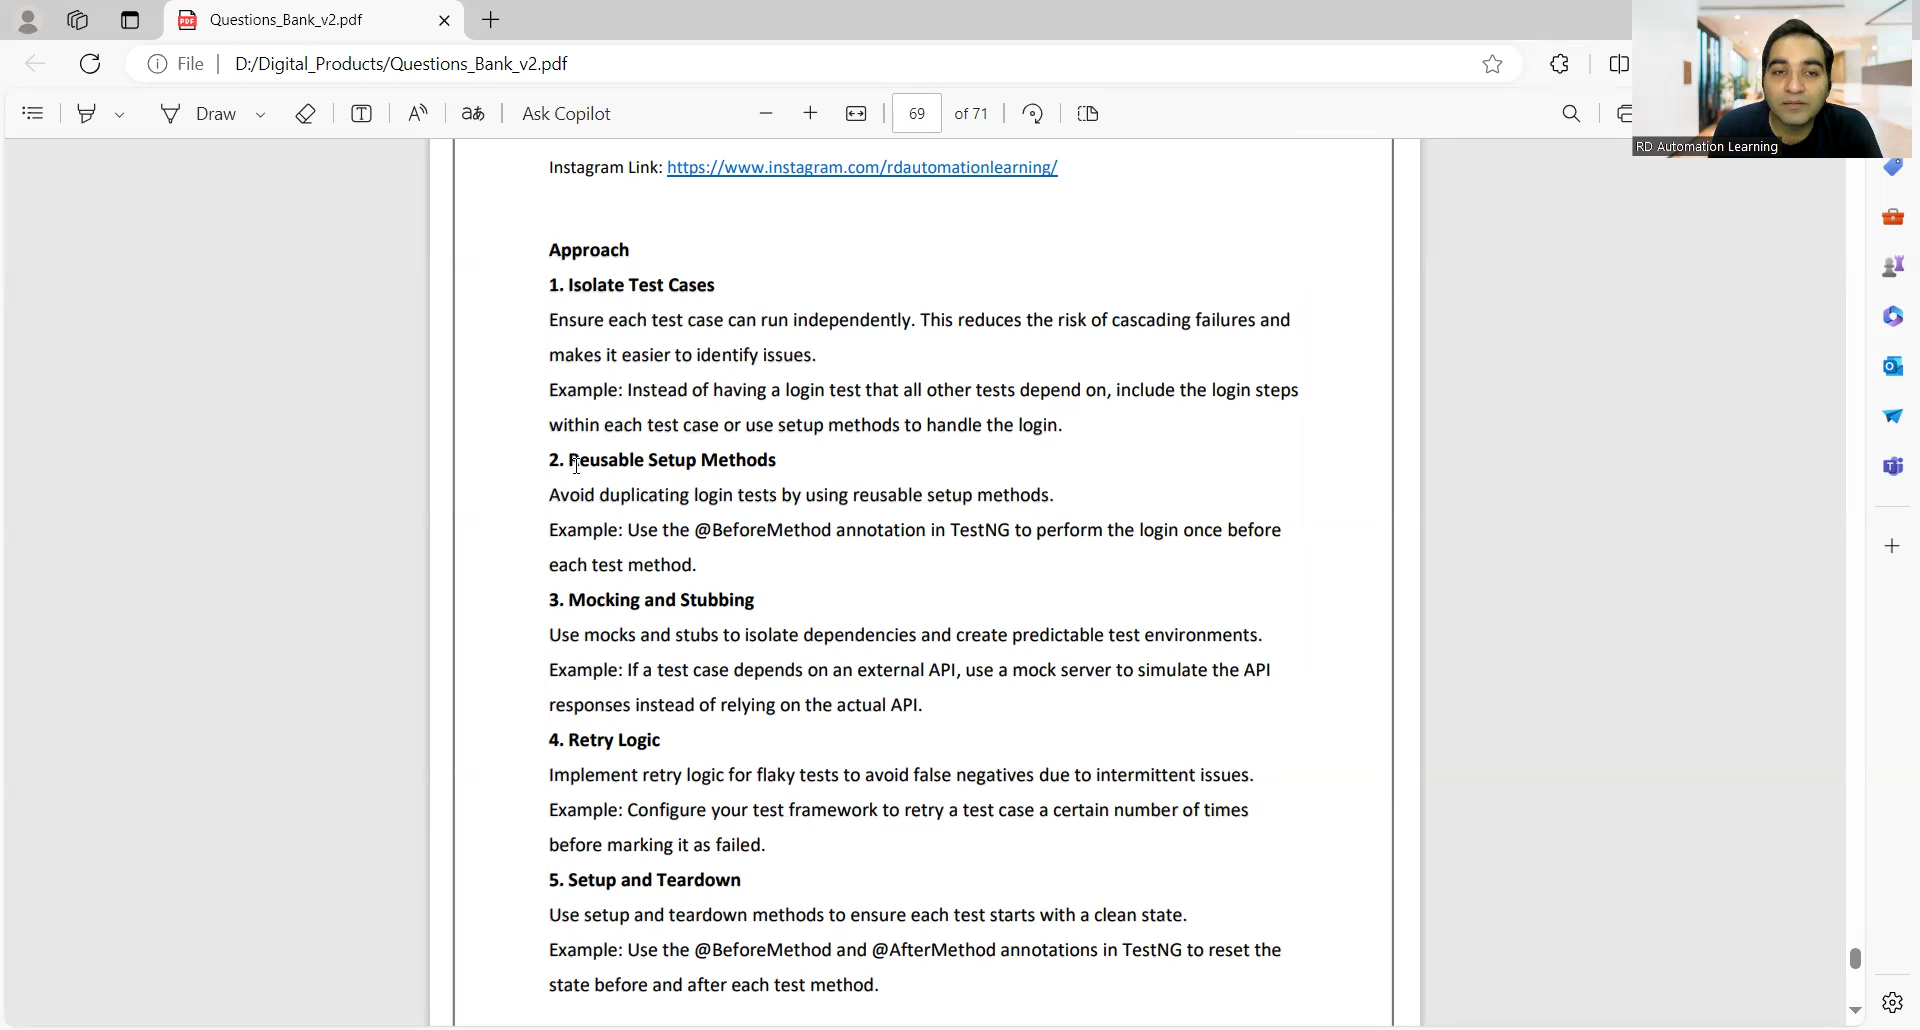 Questions_Bank_v2.pdf
File
D:/Digital_Products/Questions_Bank_v2.pdf
Draw
Ask Copilot
69 of 71
RD Automation Learning
Instagram Link: https://www.instagram.com/rdautomationlearning/
Approach
1. Isolate Test Cases
Ensure each test case can run independently. This reduces the risk of cascading failures and
makes it easier to identify issues.
Example: Instead of having a login test that all other tests depend on, include the login steps
within each test case or use setup methods to handle the login.
2. Reusable Setup Methods
Avoid duplicating login tests by using reusable setup methods.
Example: Use the @BeforeMethod annotation in TestNG to perform the login once before
each test method.
3. Mocking and Stubbing
Use mocks and stubs to isolate dependencies and create predictable test environments.
Example: If a test case depends on an external API, use a mock server to simulate the API
responses instead of relying on the actual API.
4. Retry Logic
Implement retry logic for flaky tests to avoid false negatives due to intermittent issues.
Example: Configure your test framework to retry a test case a certain number of times
before marking it as failed.
5. Setup and Teardown
Use setup and teardown methods to ensure each test starts with a clean state.
Example: Use the @BeforeMethod and @AfterMethod annotations in TestNG to reset the
state before and after each test method.